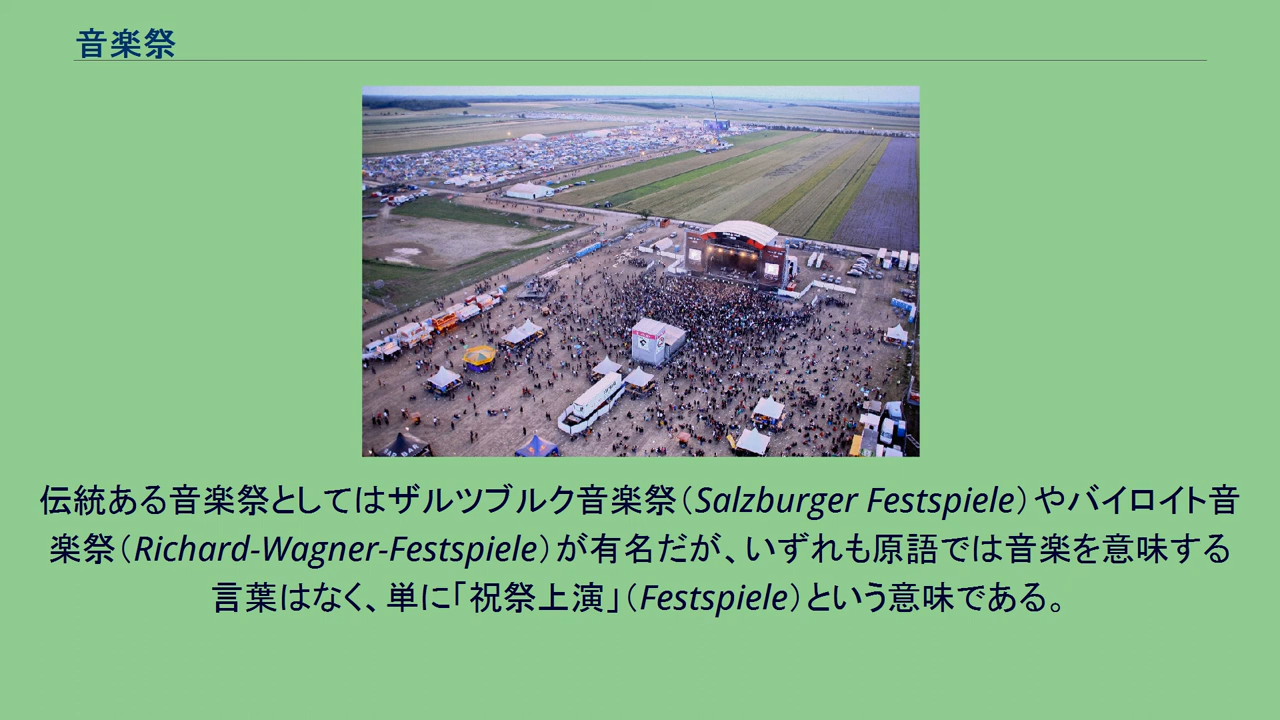 音楽祭
伝統ある音楽祭としてはザルツブルク音楽祭（Salzburger Festspiele）やバイロイト音
楽祭（Richard-Wagner-Festspiele）が有名だが、いずれも原語では音楽を意味する
言葉はなく、単に「祝祭上演」（Festspiele）という意味である。